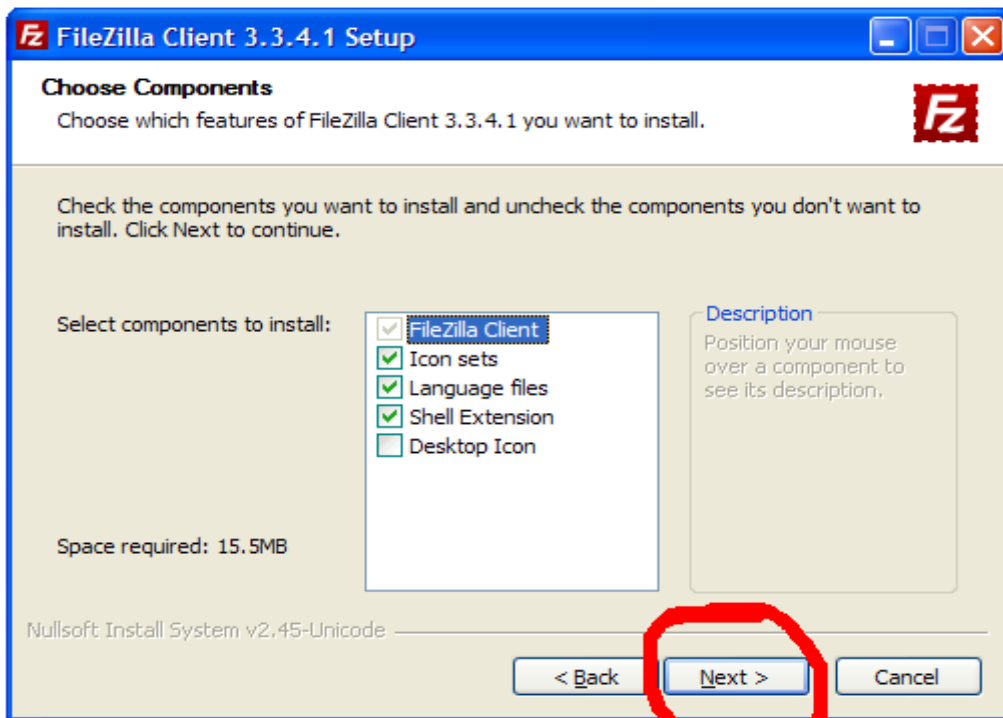 FileZilla Client 3.3.4.1 Setup
Choose Components
Choose which features of FileZilla Client 3.3.4.1 you want to install.
Fz
Check the components you want to install and uncheck the components you don't want to
install. Click Next to continue.
Select components to install:
FileZilla Client
Icon sets
Language files
Shell Extension
Desktop Icon
Description
Position your mouse
over a component to
see its description.
Space required: 15.5MB
Nullsoft Install System v2.45-Unicode
< Back
Next >
Cancel